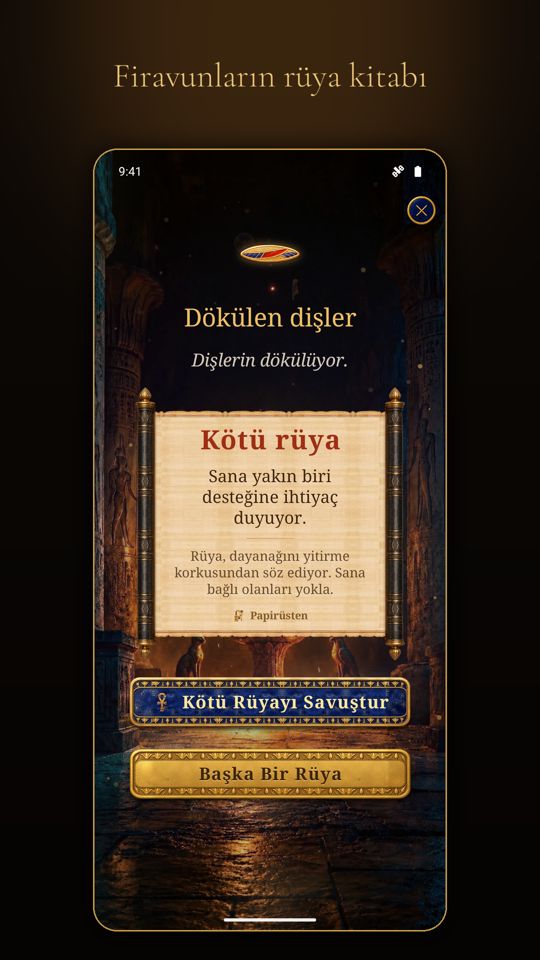 Firavunların rüya kitabı
9:41
Dökülen dişler
Dişlerin dökülüyor.
Kötü rüya
Sana yakın biri
desteğine ihtiyaç
duyuyor.
Rüya, dayanağını yitirme
korkusundan söz ediyor. Sana
bağlı olanları yokla.
Papirüsten
Kötü Rüyayı Savuştur
Başka Bir Rüya